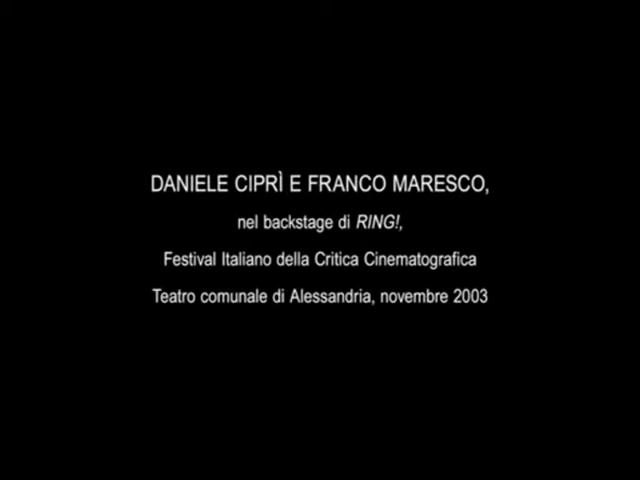 DANIELE CIPRÌ E FRANCO MARESCO,
nel backstage di RING!,
Festival Italiano della Critica Cinematografica
Teatro comunale di Alessandria, novembre 2003